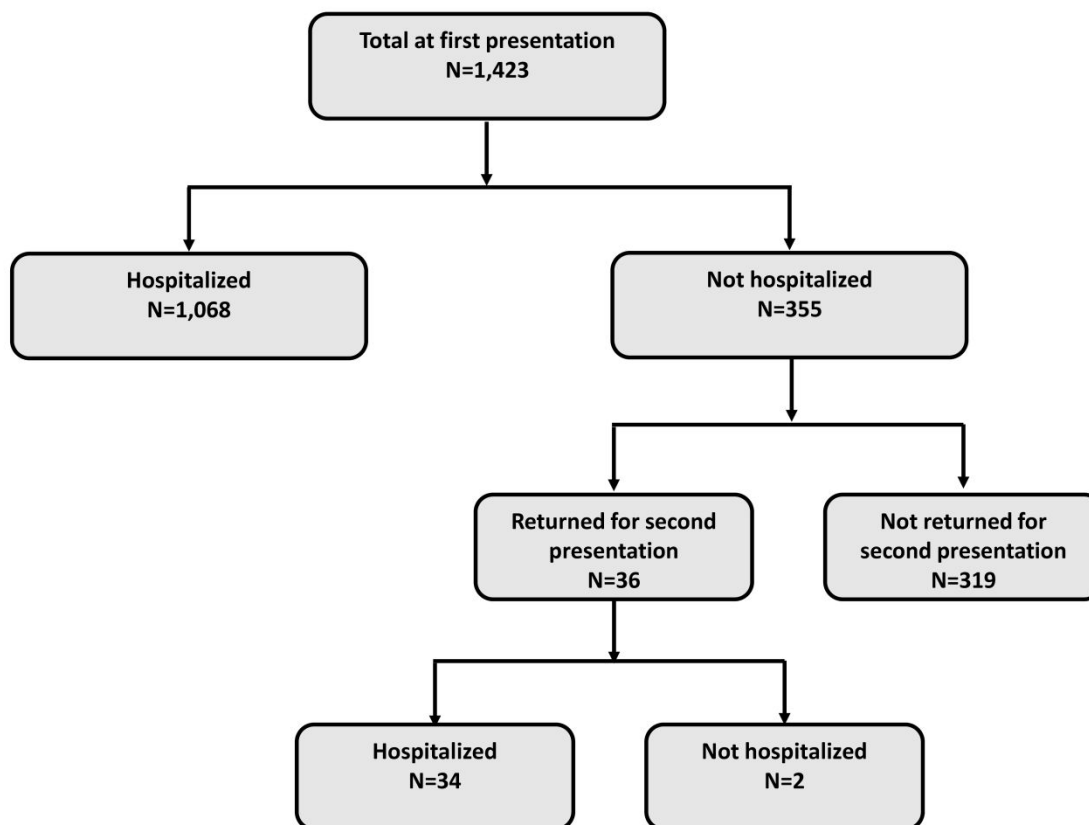 Total at first presentation
N=1,423
Hospitalized
N=1,068
Not hospitalized
N=355
Returned for second
presentation
N=36
Not returned for
second presentation
N=319
Hospitalized
N=34
Not hospitalized
N=2